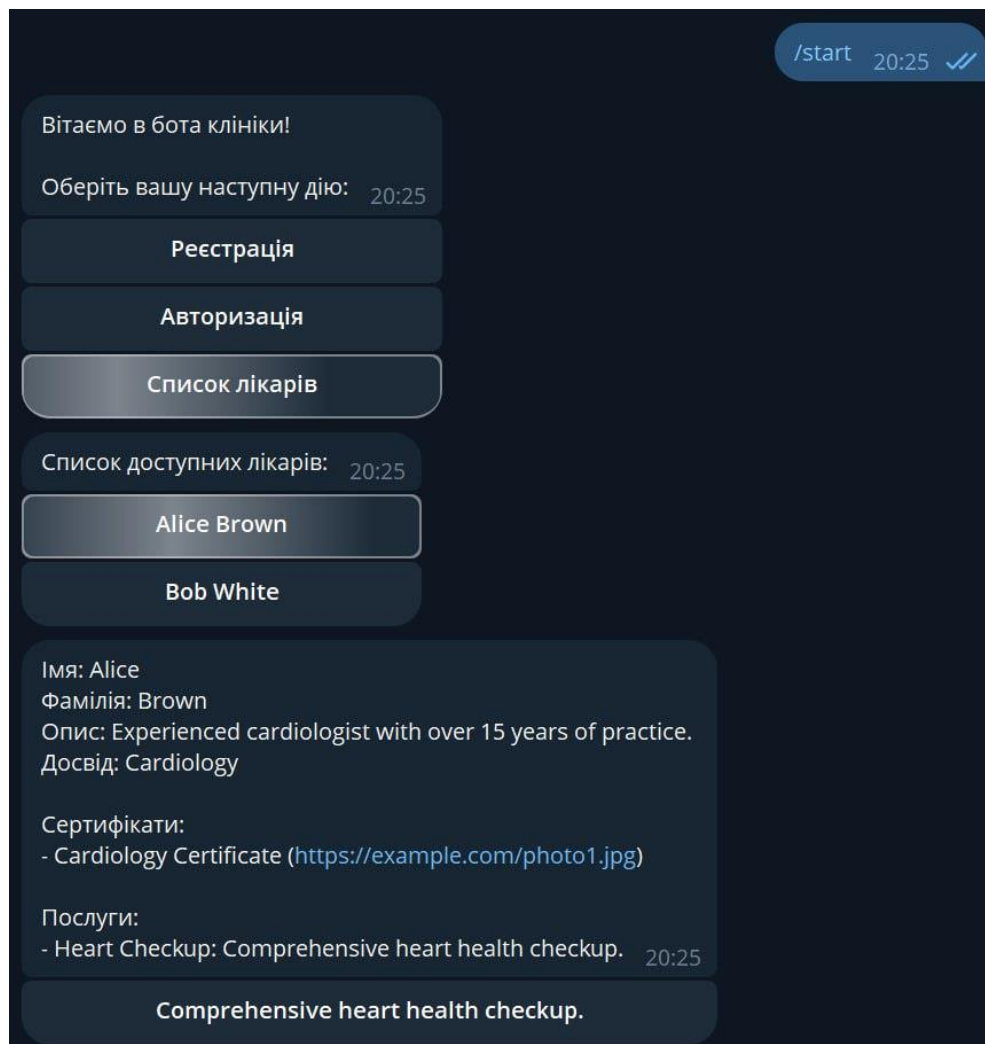 /start 20:25
Вітаємо в бота клініки!
Оберіть вашу наступну дію: 20:25
Реєстрація
Авторизація
Список лікарів
Список доступних лікарів: 20:25
Alice Brown
Bob White
Імя: Alice
Фамілія: Brown
Опис: Experienced cardiologist with over 15 years of practice.
Досвід: Cardiology
Сертифікати:
- Cardiology Certificate (https://example.com/photo1.jpg)
Послуги:
- Heart Checkup: Comprehensive heart health checkup. 20:25
Comprehensive heart health checkup.